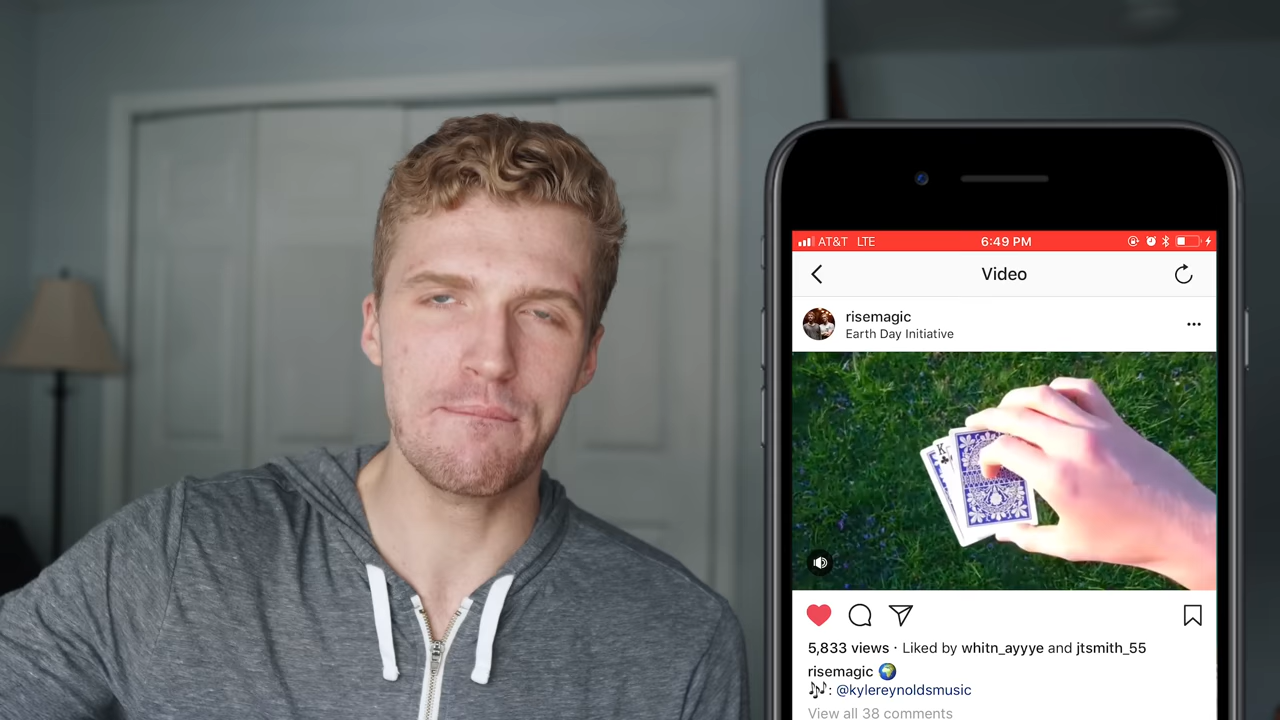 AT&T LTE 6:49 PM
Video
risemagic
Earth Day Initiative
K
5,833 views · Liked by whitn_ayyye and jtsmith_55
risemagic 🌍
🎶: @kylereynoldsmusic
View all 38 comments